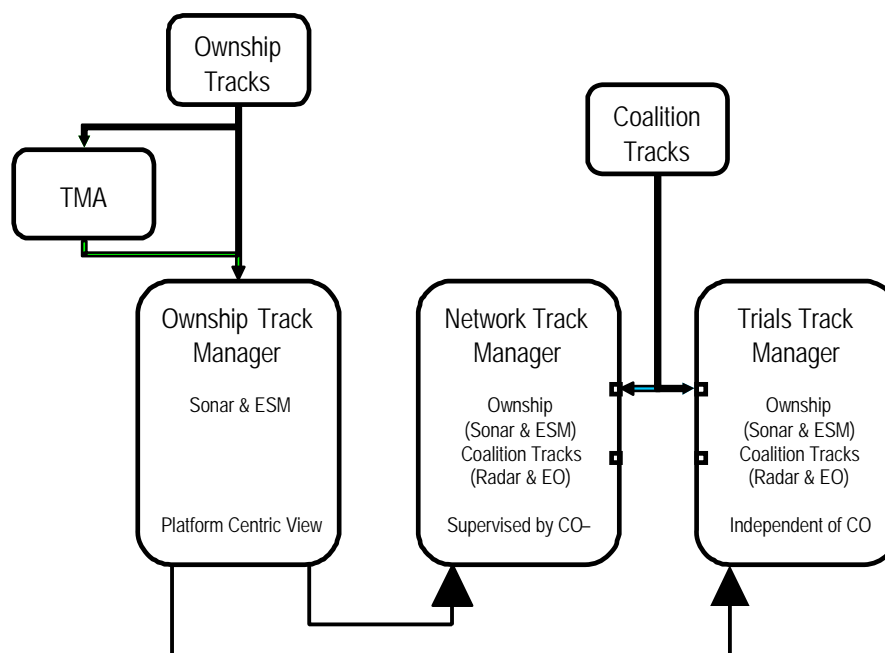 Ownship
Tracks
Coalition
Tracks
TMA
Ownship Track
Manager
Sonar & ESM
Platform Centric View
Network Track
Manager
Ownship
(Sonar & ESM)
Coalition Tracks
(Radar & EO)
Supervised by CO–
Trials Track
Manager
Ownship
(Sonar & ESM)
Coalition Tracks
(Radar & EO)
Independent of CO